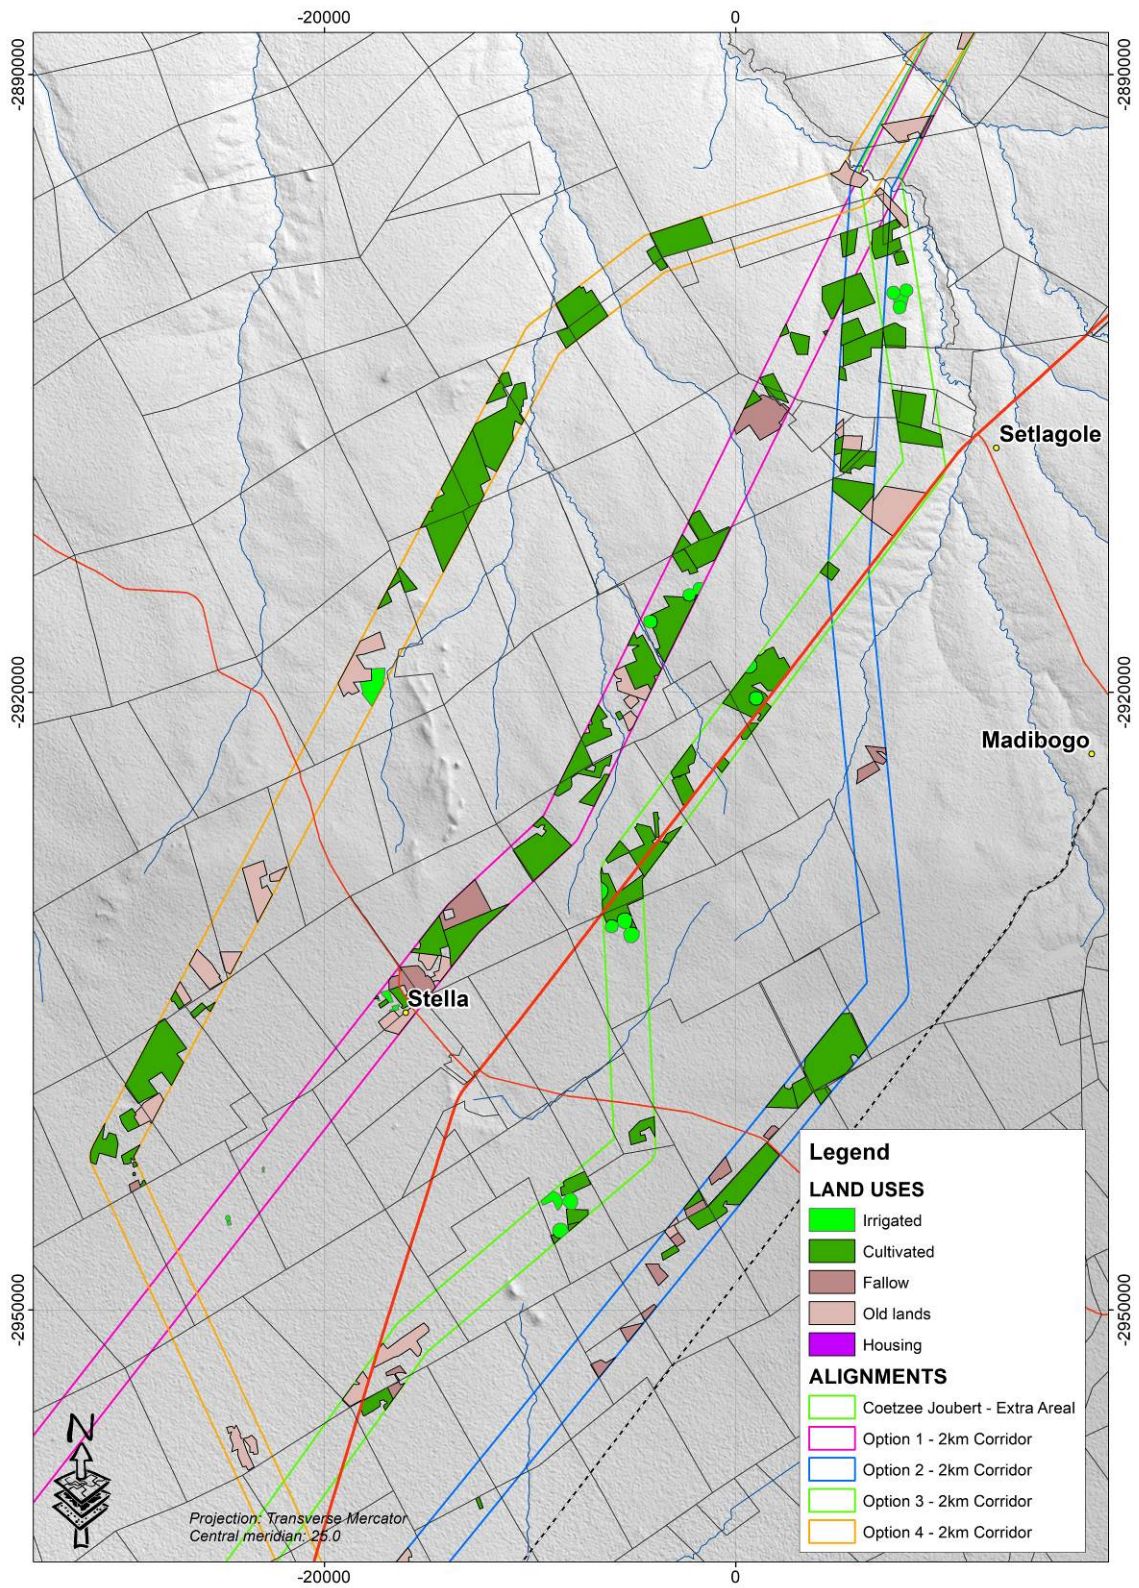 -20000
0
-2890000
-2890000
Setlagole
-2920000
-2920000
Madibogo
Stella
-2950000
-2950000
Legend
LAND USES
Irrigated
Cultivated
Fallow
Old lands
Housing
ALIGNMENTS
Coetzee Joubert - Extra Areal
Option 1 - 2km Corridor
Option 2 - 2km Corridor
Option 3 - 2km Corridor
Option 4 - 2km Corridor
N
Projection: Transverse Mercator
Central meridian: 25.0
-20000
0